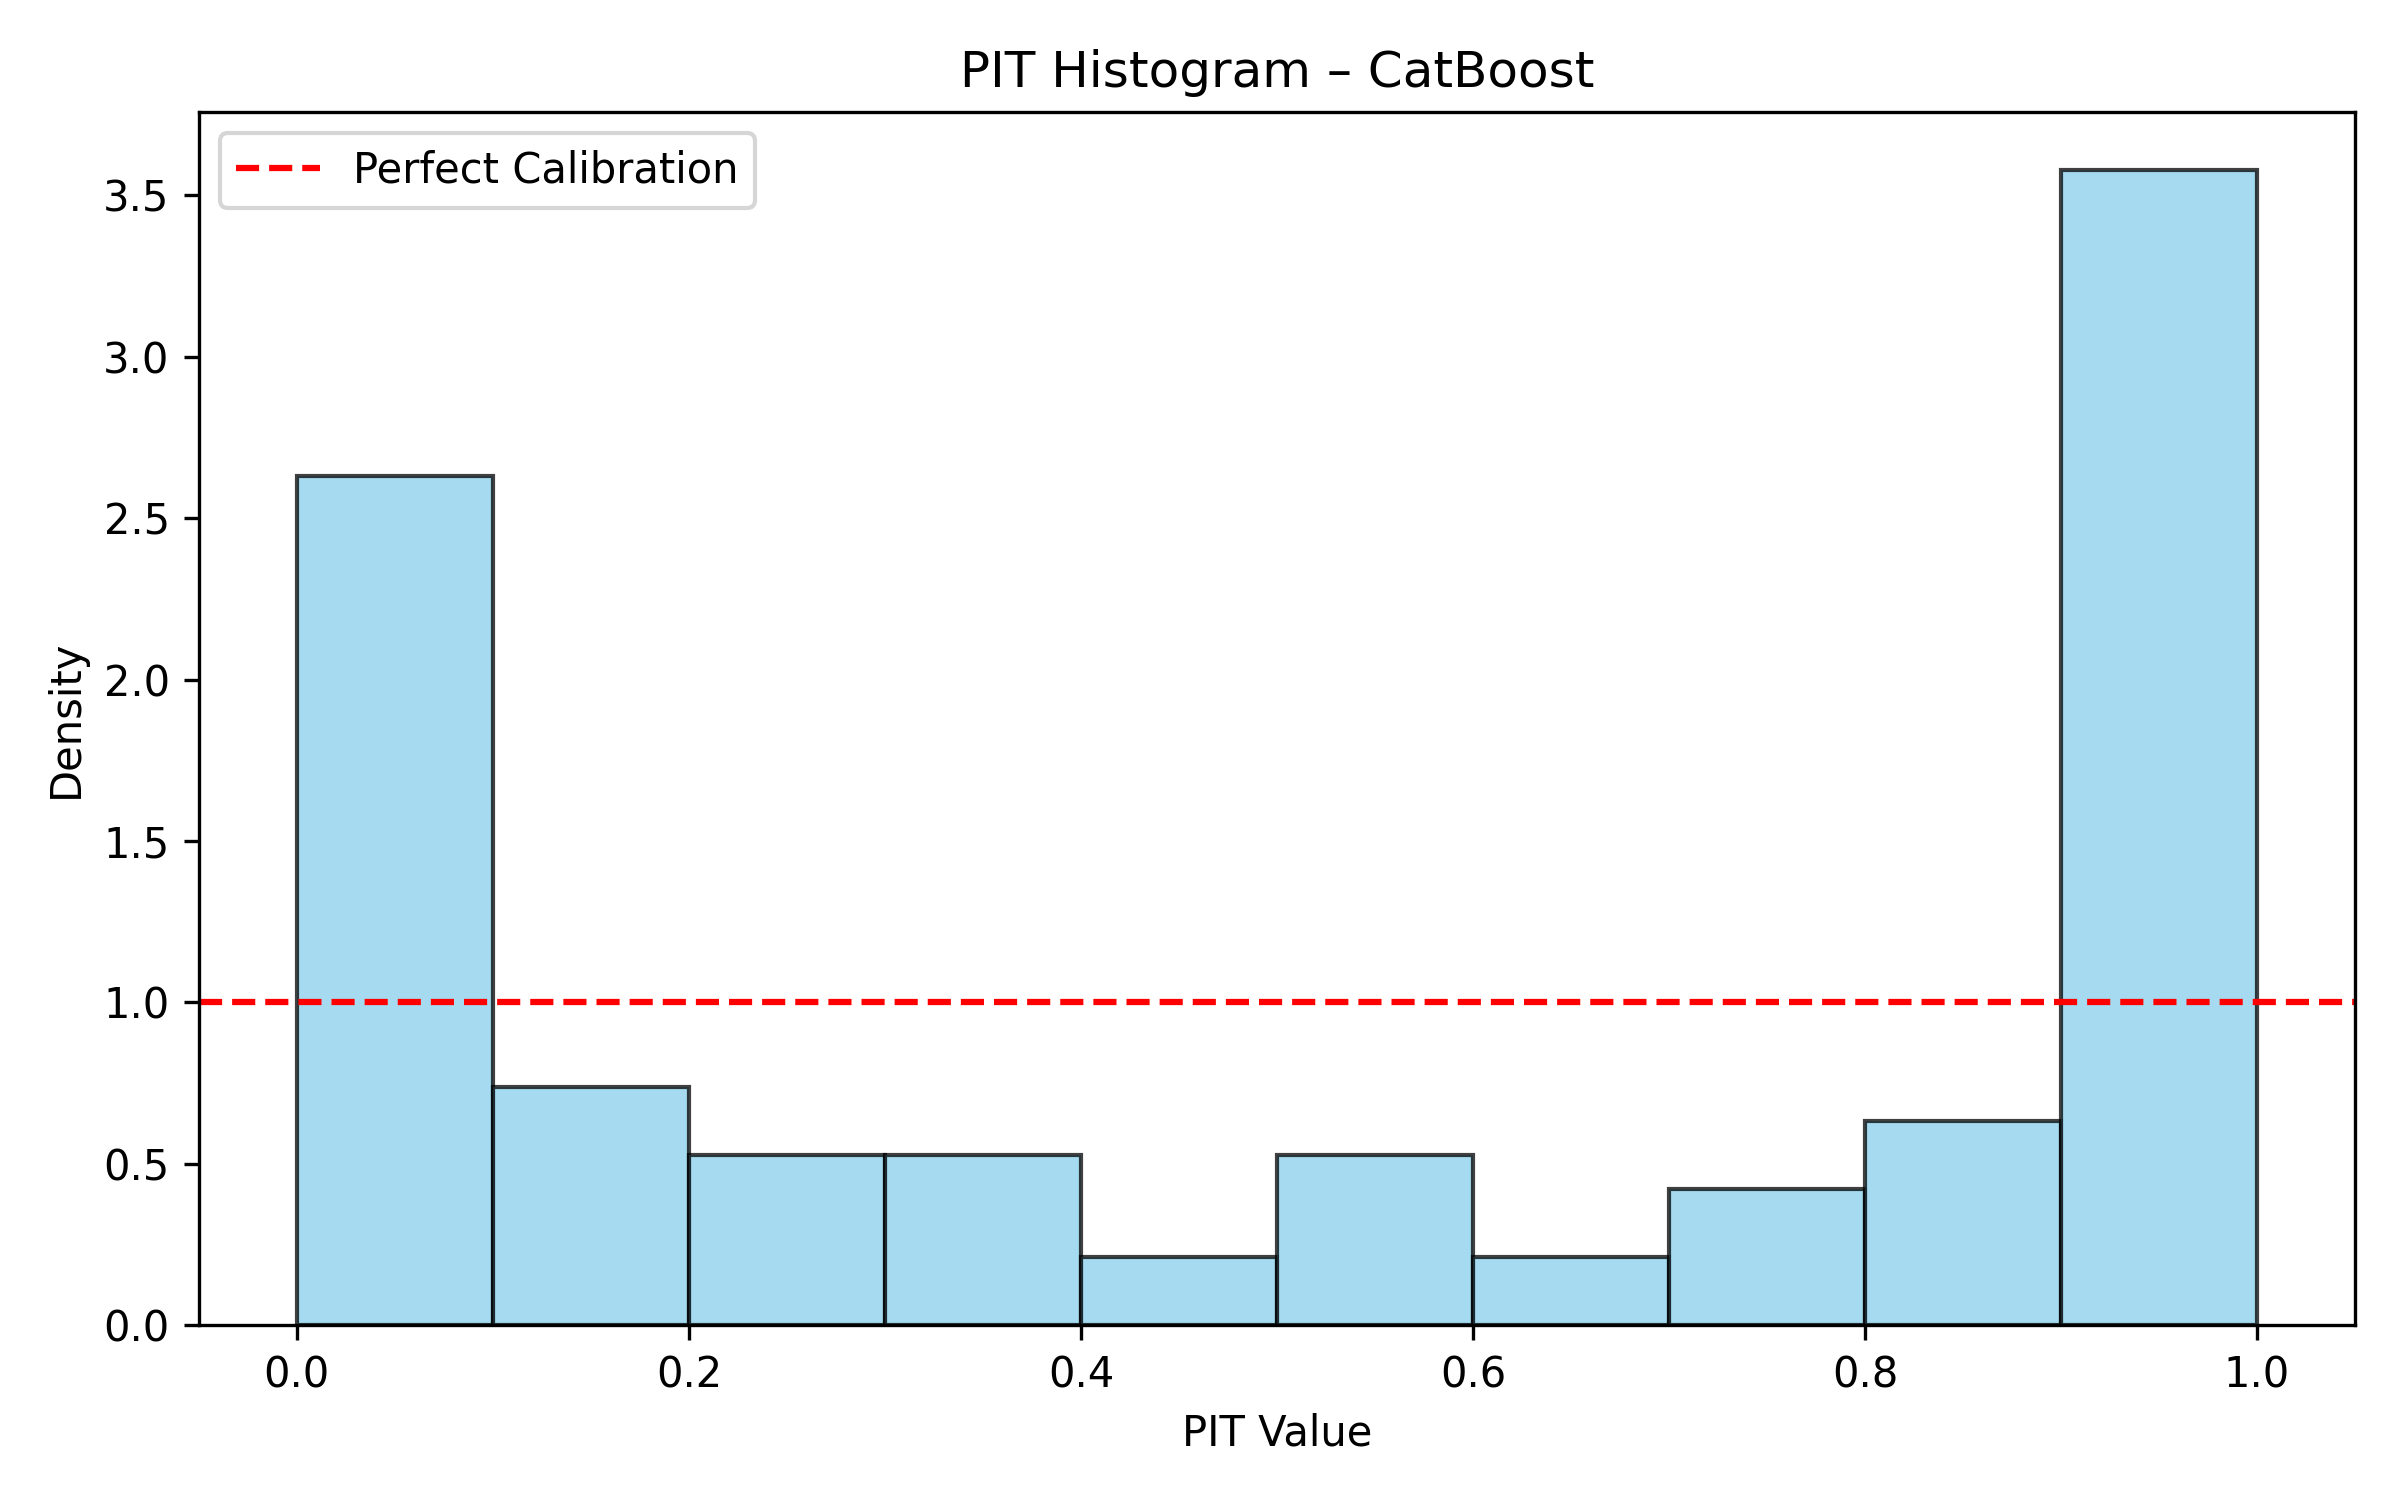 PIT Histogram – CatBoost
Perfect Calibration
3.5
3.0
2.5
2.0
1.5
1.0
0.5
0.0
Density
0.0 0.2 0.4 0.6 0.8 1.0
PIT Value